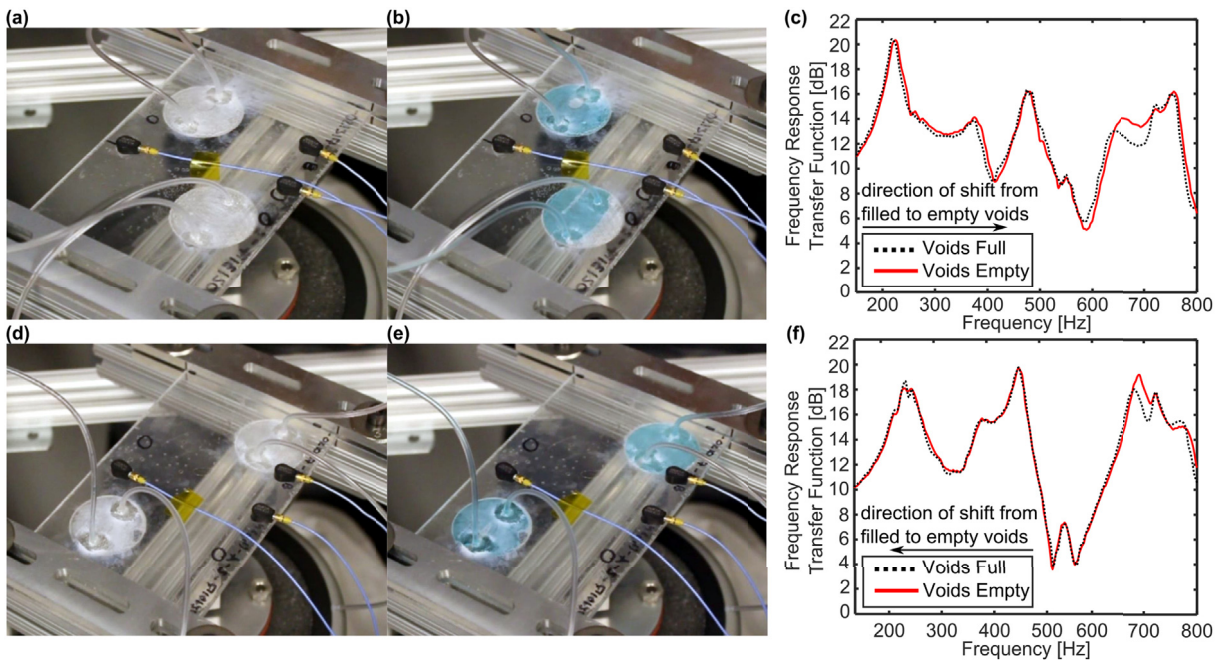 (a)
(b)
(c)
22
20
18
16
14
12
10
8
6
4
2
0
Frequency Response
Transfer Function [dB]
direction of shift from
filled to empty voids
Voids Full
Voids Empty
200 300 400 500 600 700 800
Frequency [Hz]
(d)
(e)
(f)
22
20
18
16
14
12
10
8
6
4
2
0
Frequency Response
Transfer Function [dB]
direction of shift from
filled to empty voids
Voids Full
Voids Empty
200 300 400 500 600 700 800
Frequency [Hz]